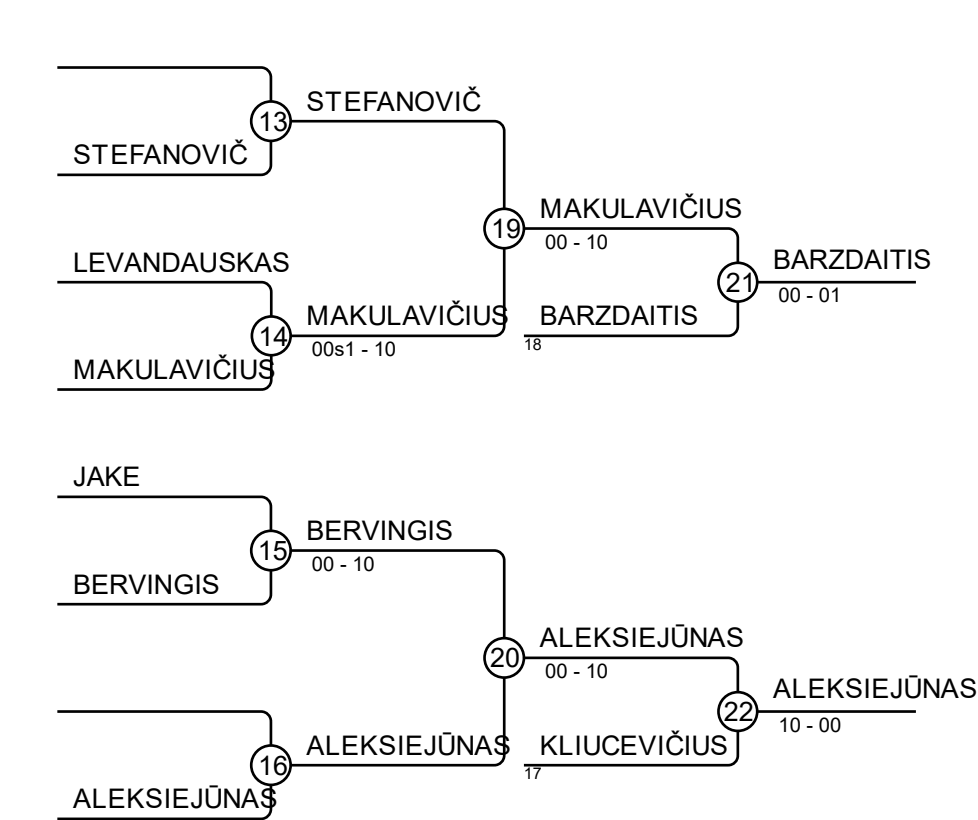 STEFANOVIČ
13
STEFANOVIČ
MAKULAVIČIUS
19
00 - 10
LEVANDAUSKAS
BARZDAITIS
21
00 - 01
MAKULAVIČIUS
BARZDAITIS
14
00s1 - 10
18
MAKULAVIČIUS
JAKE
BERVINGIS
15
00 - 10
BERVINGIS
ALEKSIEJŪNAS
20
00 - 10
ALEKSIEJŪNAS
22
10 - 00
ALEKSIEJŪNAS
KLIUCEVIČIUS
16
17
ALEKSIEJŪNAS